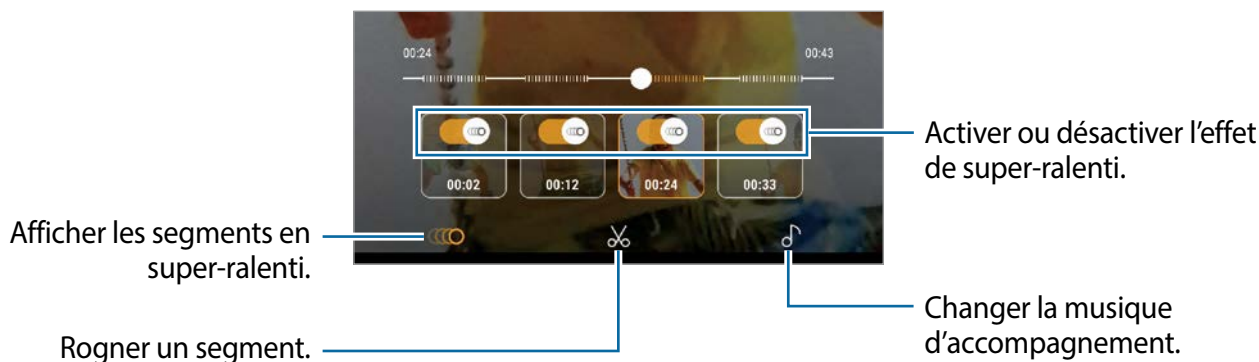 00:24
00:43
Activer ou désactiver l’effet
de super-ralenti.
00:02
00:12
00:24
00:33
Afficher les segments en
super-ralenti.
Changer la musique
d’accompagnement.
Rogner un segment.